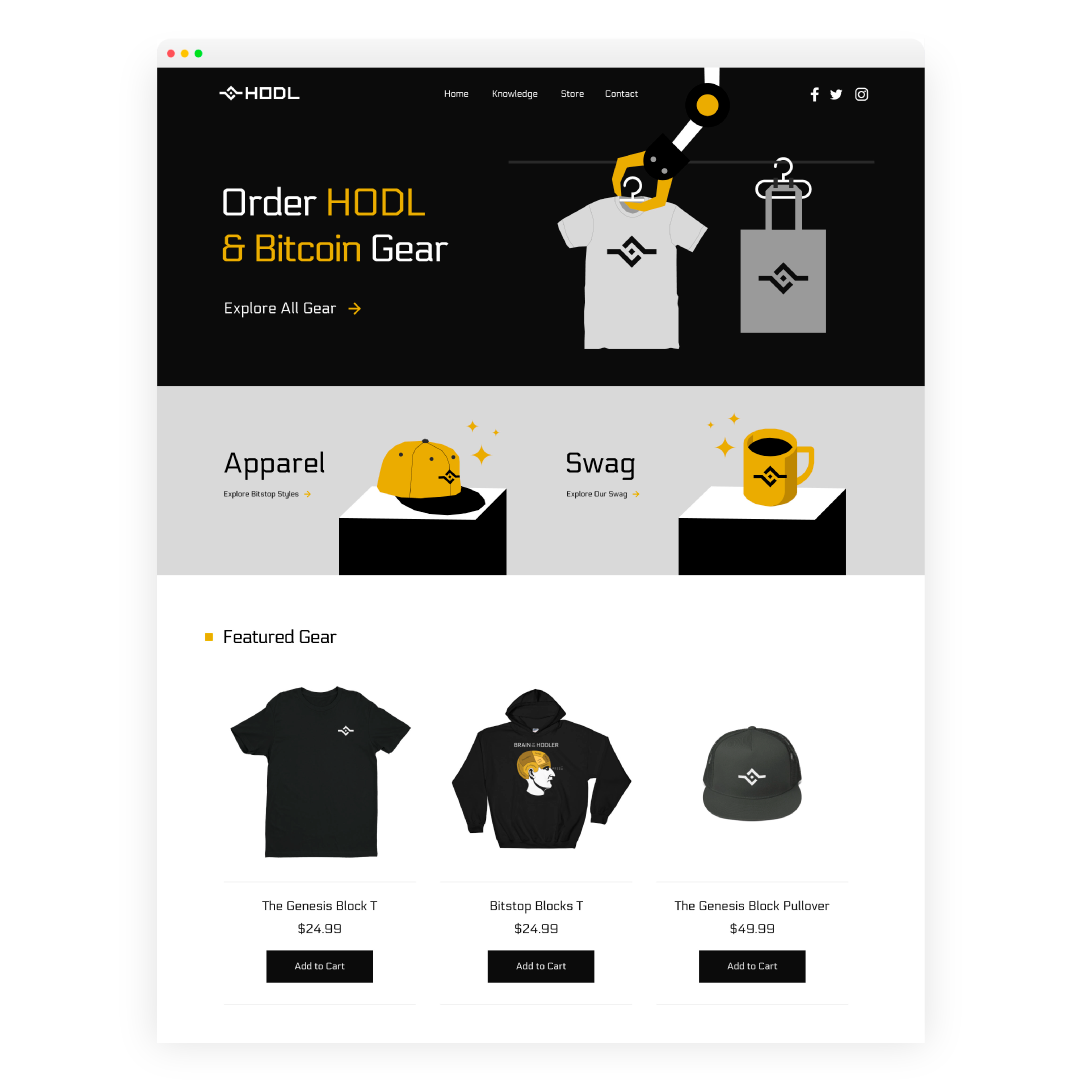 HODL
Home Knowledge Store Contact
Order HODL
& Bitcoin Gear
Explore All Gear
Apparel
Explore Bitstop Styles
Swag
Explore Our Swag
Featured Gear
BRAIN HODLER
The Genesis Block T
$24.99
Add to Cart
Bitstop Blocks T
$24.99
Add to Cart
The Genesis Block Pullover
$49.99
Add to Cart